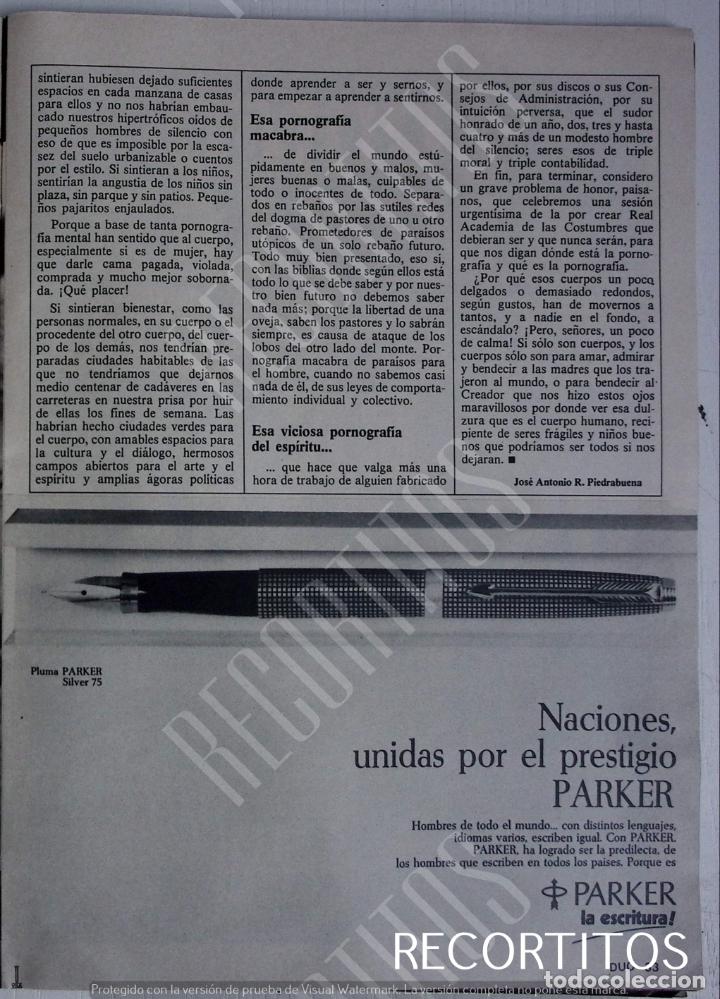 sintieran hubiesen dejado suficientes
espacios en cada manzana de casas
para ellos y no nos habrían embau-
cado nuestros hipertróficos oídos de
pequeños hombres de silencio con
eso de que es imposible por la esca-
sez del suelo urbanizable o cuentos
por el estilo. Si sintieran a los niños,
sentirían la angustia de los niños sin
plaza, sin parque y sin patios. Peque-
ños pajaritos enjaulados.
Porque a base de tanta pornogra-
fía mental han sentido que al cuerpo,
especialmente si es de mujer, hay
que darle cama pagada, violada,
comprada y mucho mejor soborna-
da. ¡Qué placer!
Si sintieran bienestar, como las
personas normales, en su cuerpo o el
procedente del otro cuerpo, del cuer-
po de los demás, nos tendrían pre-
paradas ciudades habitables de las
que no tendríamos que dejarnos
medio centenar de cadáveres en las
carreteras en nuestra prisa por huir
de ellas los fines de semana. Las
habrían hecho ciudades verdes para
el cuerpo, con amables espacios para
la cultura y el diálogo, hermosos
campos abiertos para el arte y el
espíritu y amplias ágoras políticas
donde aprender a ser y sernos, y
para empezar a aprender a sentirnos.
Esa pornografía
macabra...
... de dividir el mundo estú-
pidamente en buenos y malos, mu-
jeres buenas o malas, culpables de
todo o inocentes de todo. Separa-
dos en rebaños por las sutiles redes
del dogma de pastores de uno u otro
rebaño. Prometedores de paraísos
utópicos de un solo rebaño futuro.
Todo muy bien presentado, eso sí,
con las biblias donde según ellos está
todo lo que se debe saber y por nues-
tro bien futuro no debemos saber
nada más; porque la libertad de una
oveja, saben los pastores y lo sabrán
siempre, es causa de ataque de los
lobos del otro lado del monte. Por-
nografía macabra de paraísos para
el hombre, cuando no sabemos casi
nada de él, de sus leyes de comporta-
miento individual y colectivo.
Esa viciosa pornografía
del espíritu...
... que hace que valga más una
hora de trabajo de alguien fabricado
por ellos, por sus discos o sus Con-
sejos de Administración, por su
intuición perversa, que el sudor
honrado de un año, dos, tres y hasta
cuatro y más de un modesto hombre
del silencio; seres esos de triple
moral y triple contabilidad.
En fin, para terminar, considero
un grave problema de honor, paisa-
nos, que celebremos una sesión
urgentísima de la por crear Real
Academia de las Costumbres que
debieran ser y que nunca serán, para
que nos digan dónde está la porno-
grafía y qué es la pornografía.
¿Por qué esos cuerpos un poco
delgados o demasiado redondos,
según gustos, han de movernos a
tantos, y a nadie en el fondo, a
escándalo? ¡Pero, señores, un poco
de calma! Si sólo son cuerpos, y los
cuerpos sólo son para amar, admirar
y bendecir a las madres que los tra-
jeron al mundo, o para bendecir al
Creador que nos hizo estos ojos
maravillosos por donde ver esa dul-
zura que es el cuerpo humano, reci-
piente de seres frágiles y niños bue-
nos que podríamos ser todos si nos
dejaran. ■
José Antonio R. Piedrabuena
Pluma PARKER
Silver 75
Naciones,
unidas por el prestigio
PARKER
Hombres de todo el mundo... con distintos lenguajes,
idiomas varios, escriben igual. Con PARKER.
PARKER, ha logrado ser la predilecta, de
los hombres que escriben en todos los países. Porque es
PARKER
la escritura!
RECORTITOS
DUO
todocoleccion
Protegido con la versión de prueba de Visual Watermark. La versión completa no pone esta marca.
RECORTITOS
RECORTITOS
RECORTITOS